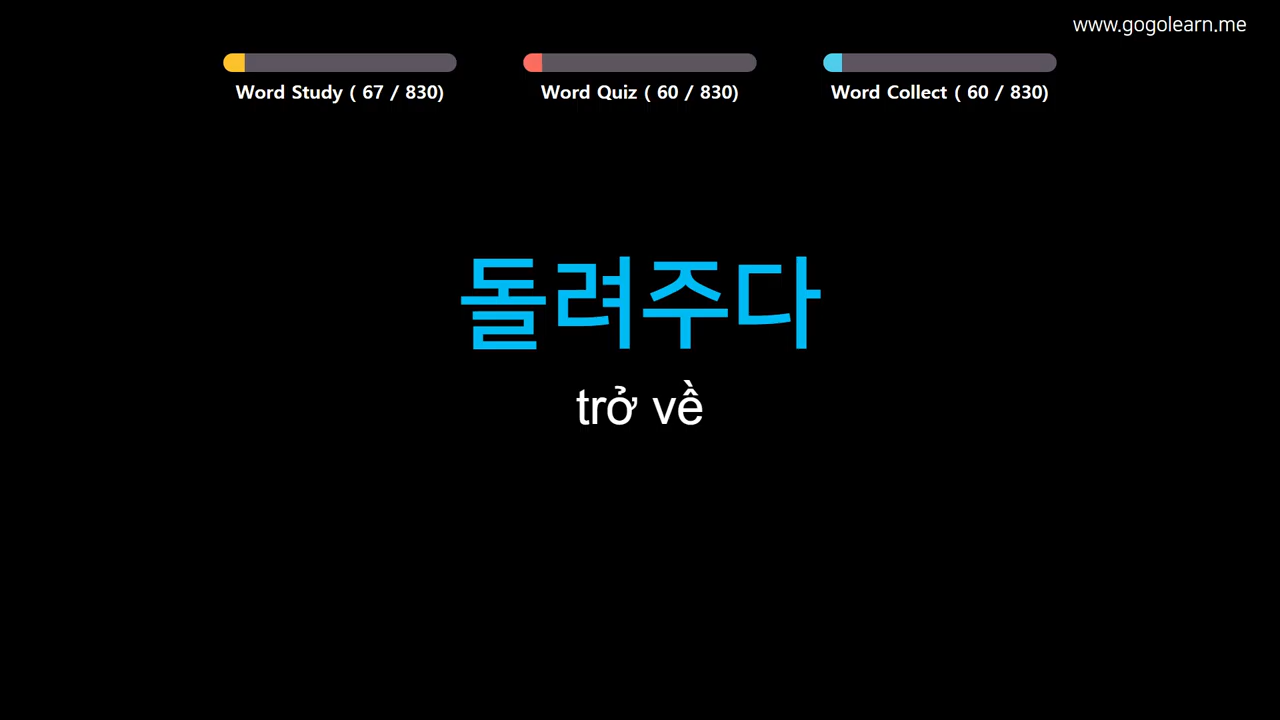 www.gogolearn.me
Word Study ( 67 / 830)
Word Quiz ( 60 / 830)
Word Collect ( 60 / 830)
돌려주다
trở về